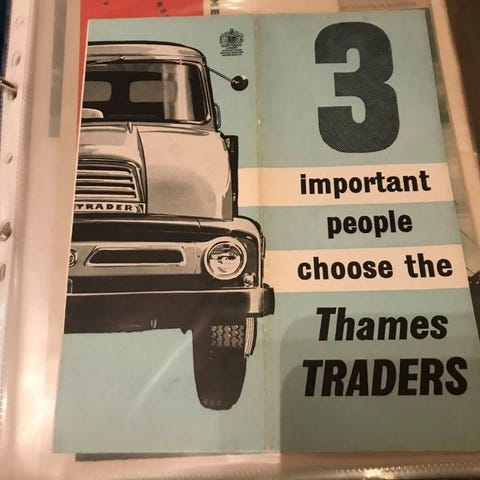 3
important
people
choose the
Thames
TRADERS
TRADER